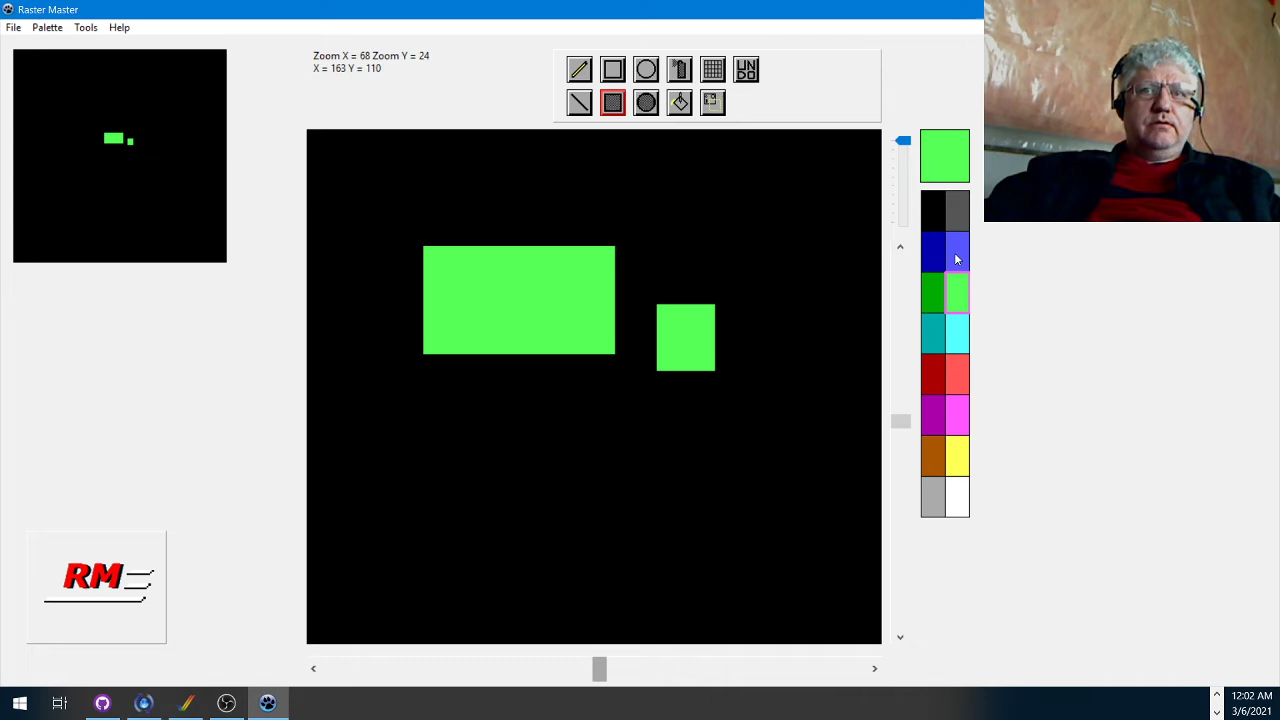 Raster Master
File Palette Tools Help
Zoom X = 68 Zoom Y = 24
X = 163 Y = 110
UN
DO
RM
12:02 AM
3/6/2021